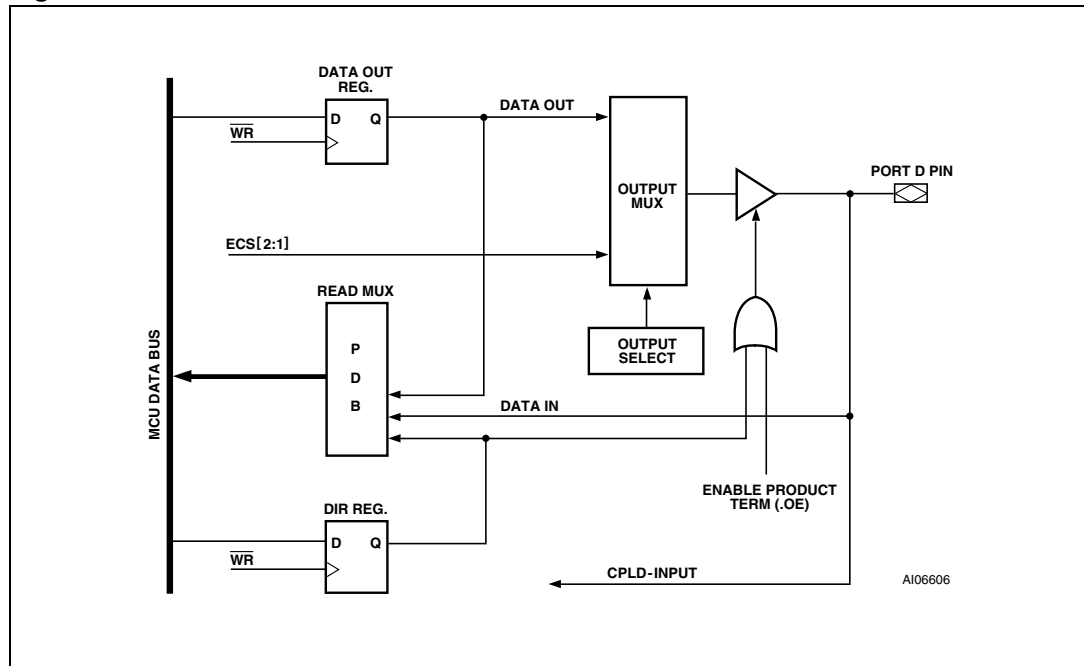 DATA OUT
REG.
DATA OUT
D Q
WR
PORT D PIN
OUTPUT
MUX
ECS[2:1]
READ MUX
OUTPUT
SELECT
P
D
B
MCU DATA BUS
DATA IN
ENABLE PRODUCT
TERM (.OE)
DIR REG.
D Q
WR
CPLD-INPUT
AI06606